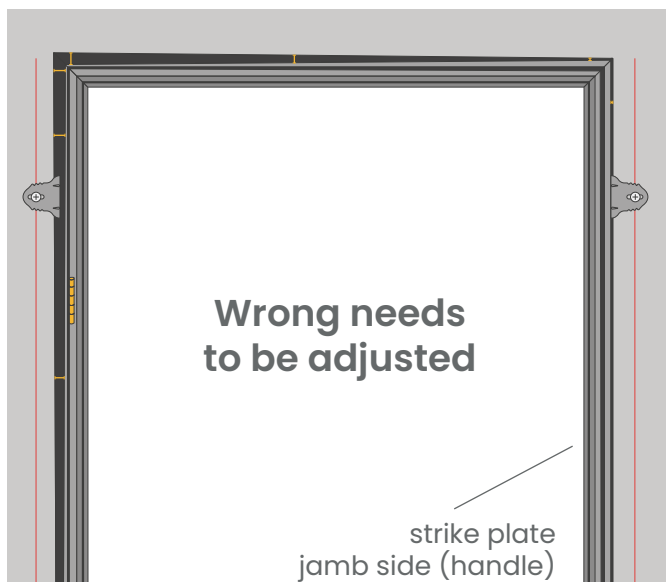 Wrong needs
to be adjusted
strike plate
jamb side (handle)